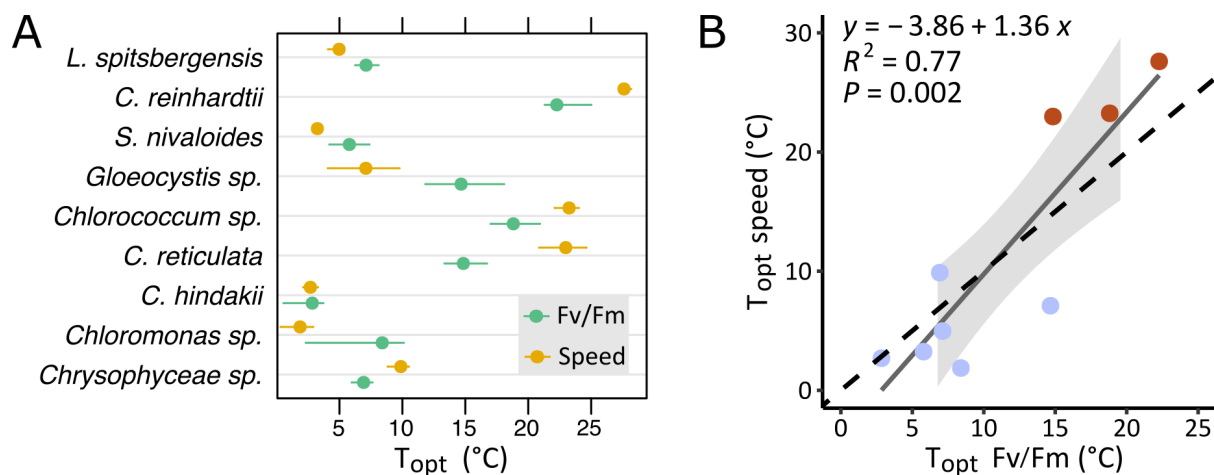 A
L. spitsbergensis
C. reinhardtii
S. nivaloides
Gloeocystis sp.
Chlorococcum sp.
C. reticulata
C. hindakii
Chloromonas sp.
Chrysophyceae sp.
Fv/Fm
Speed
5 10 15 20 25
Topt (°C)
B
y = − 3.86 + 1.36 x
R² = 0.77
P = 0.002
30
20
10
0
Topt speed (°C)
0 5 10 15 20 25
Topt Fv/Fm (°C)